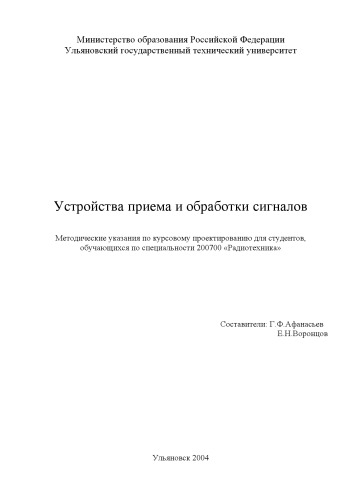 Министерство образования Российской Федерации
Ульяновский государственный технический университет
Устройства приема и обработки сигналов
Методические указания по курсовому проектированию для студентов,
обучающихся по специальности 200700 «Радиотехника»
Составители: Г.Ф.Афанасьев
Е.Н.Воронцов
Ульяновск 2004